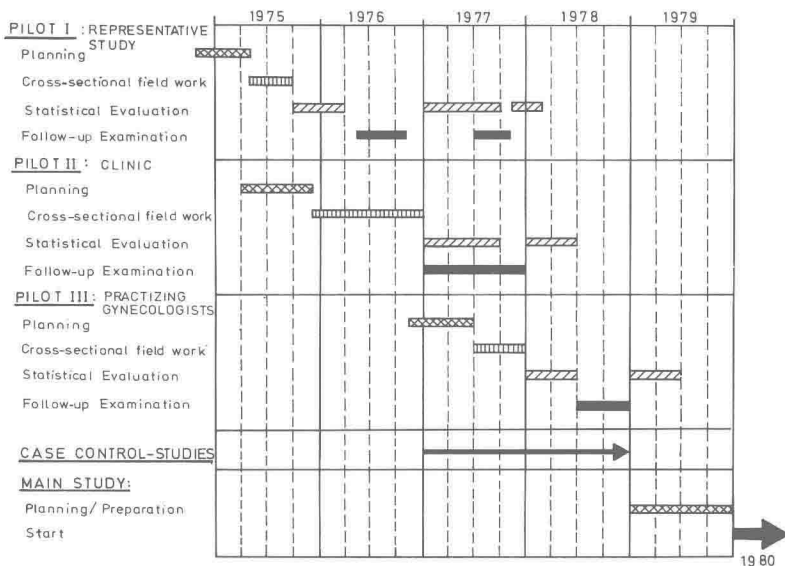 1975 1976 1977 1978 1979
PILOT I : REPRESENTATIVE
STUDY
Planning
Cross-sectional field work
Statistical Evaluation
Follow-up Examination
PILOT II : CLINIC
Planning
Cross-sectional field work
Statistical Evaluation
Follow-up Examination
PILOT III : PRACTIZING
GYNECOLOGISTS
Planning
Cross-sectional field work
Statistical Evaluation
Follow-up Examination
CASE CONTROL-STUDIES
MAIN STUDY:
Planning/Preparation
Start
1980